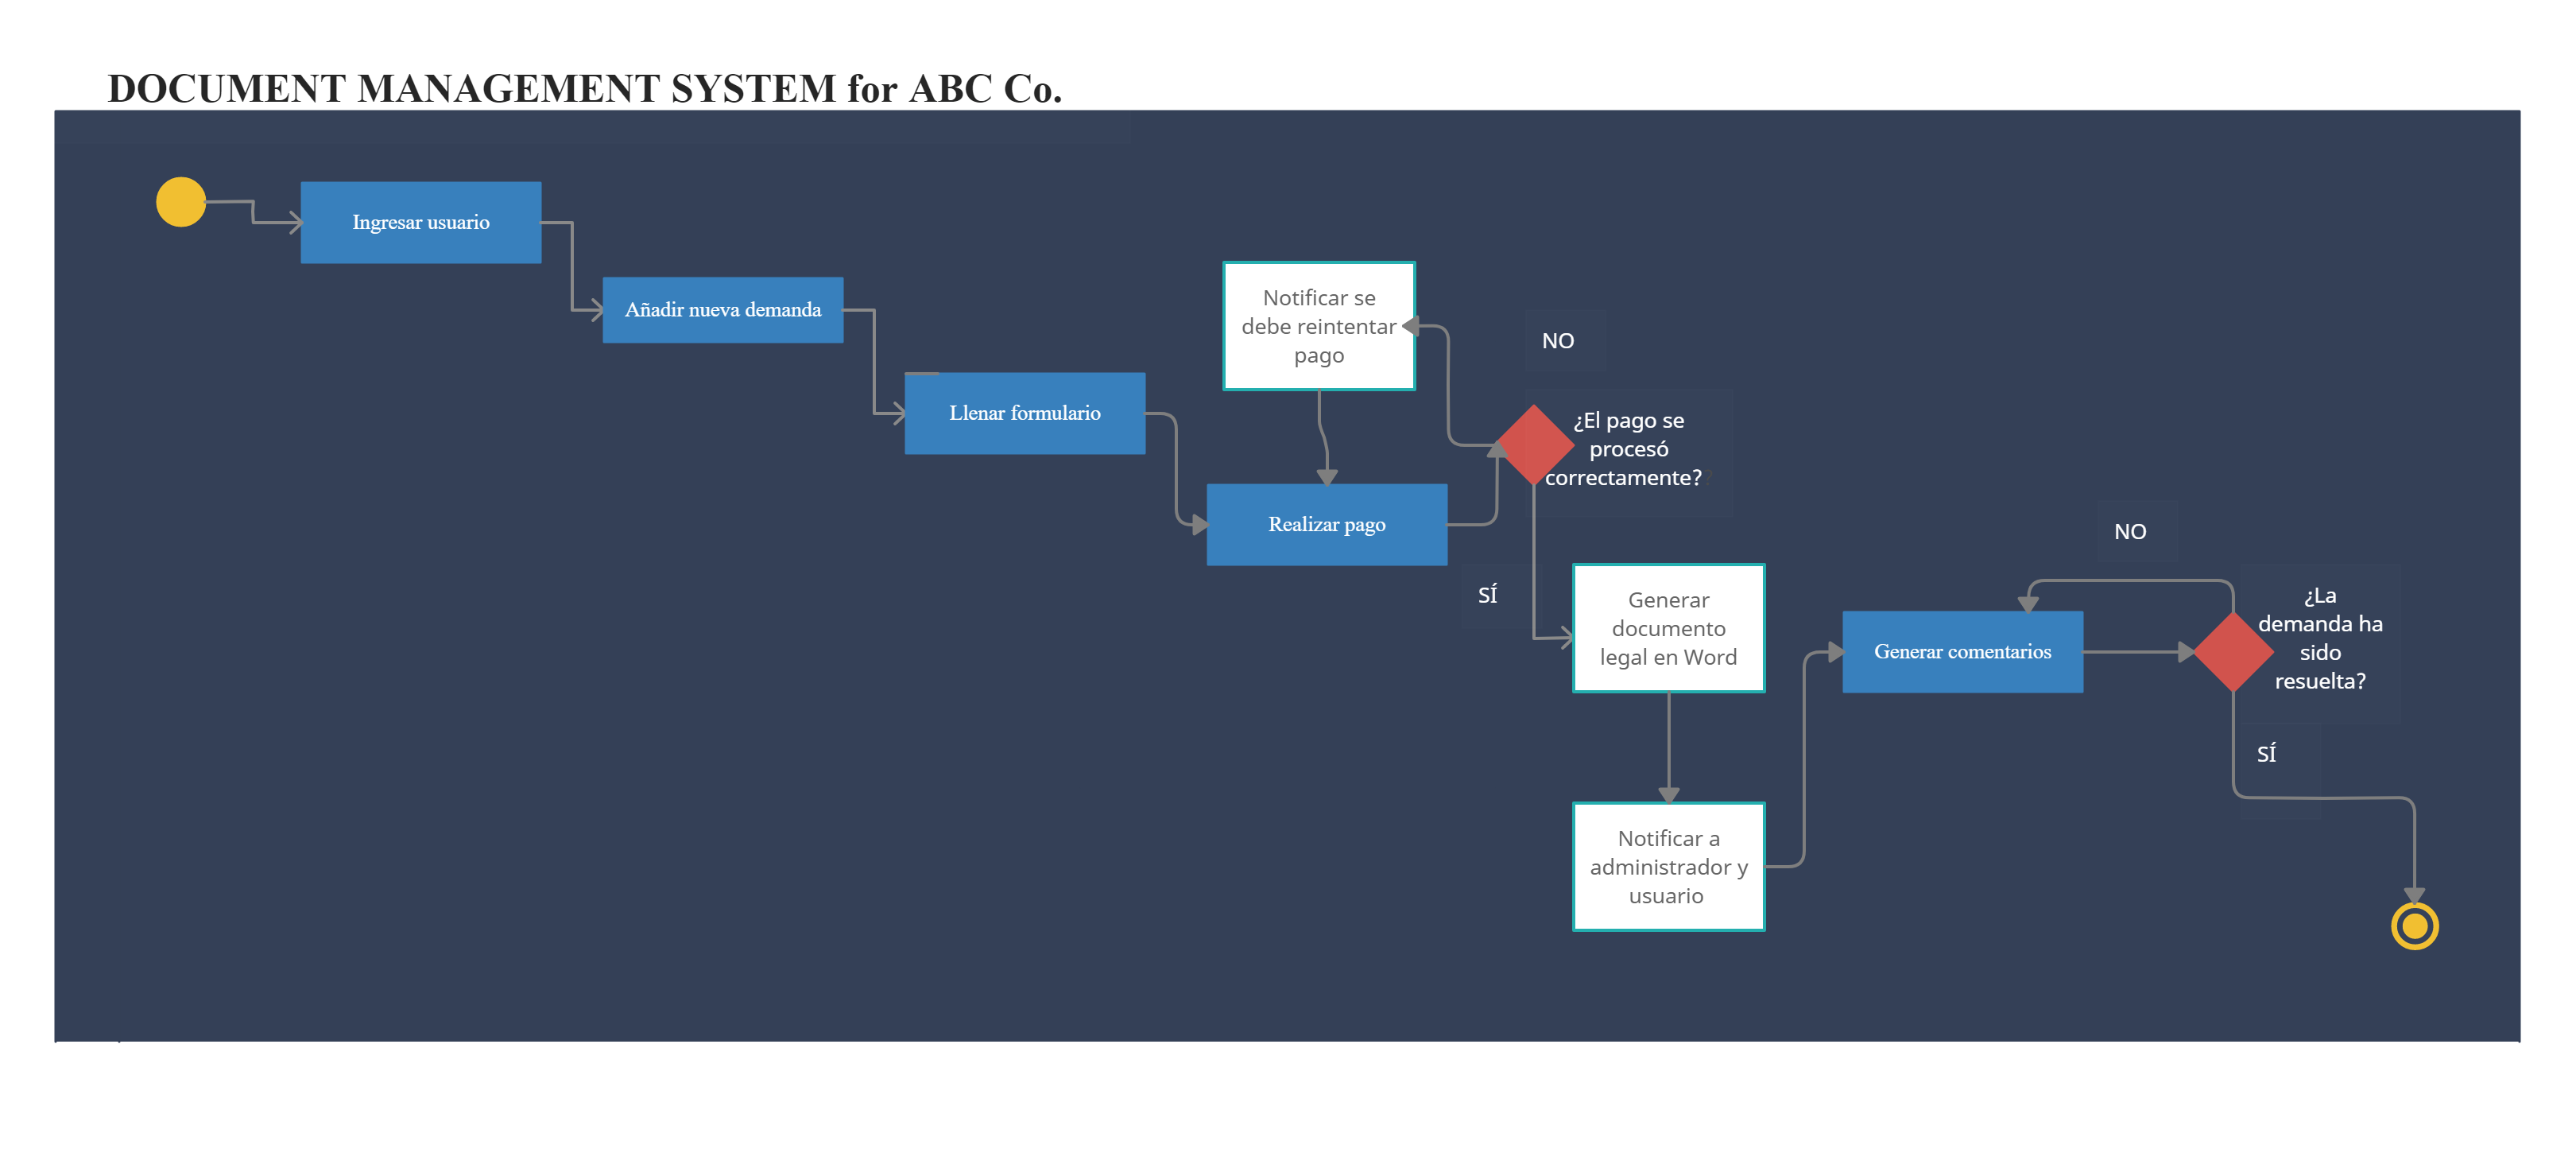 DOCUMENT MANAGEMENT SYSTEM for ABC Co.
Ingresar usuario
Añadir nueva demanda
Llenar formulario
Notificar se
debe reintentar
pago
NO
¿El pago se
procesó
correctamente?
Realizar pago
SÍ
Generar
documento
legal en Word
Notificar a
administrador y
usuario
Generar comentarios
NO
¿La
demanda ha
sido
resuelta?
SÍ